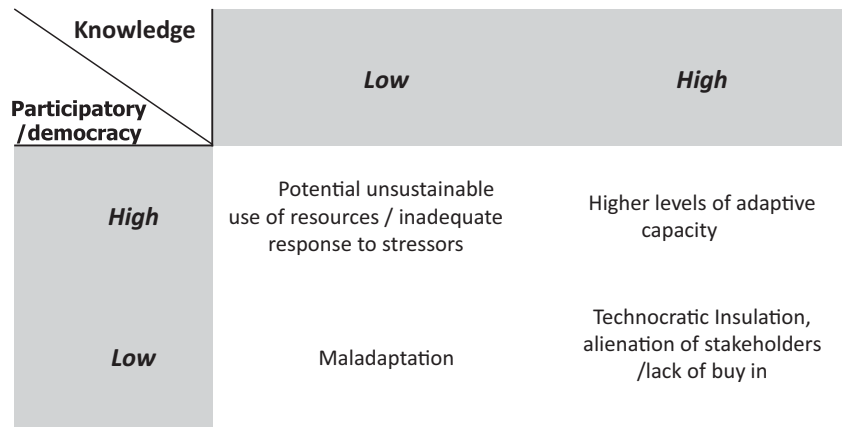 Knowledge
Participatory
/democracy
Low
High
High
Potential unsustainable
use of resources / inadequate
response to stressors
Higher levels of adaptive
capacity
Low
Maladaptation
Technocratic Insulation,
alienation of stakeholders
/lack of buy in